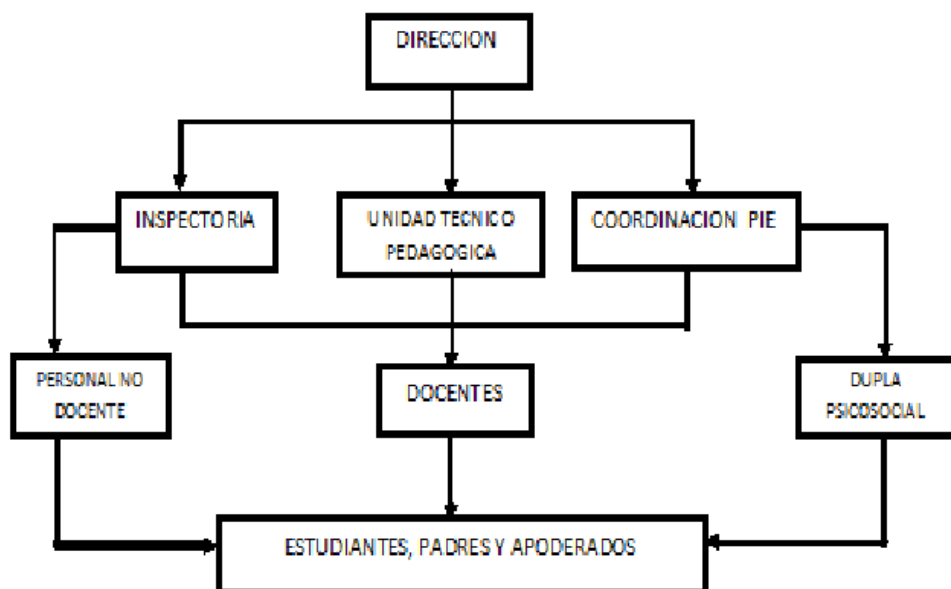 DIRECCION
INSPECTORIA
UNIDAD TECNICO
PEDAGOGICA
COORDINACION PIE
PERSONAL NO
DOCENTE
DOCENTES
DUPLA
PSICOSOCIAL
ESTUDIANTES, PADRES Y APODERADOS